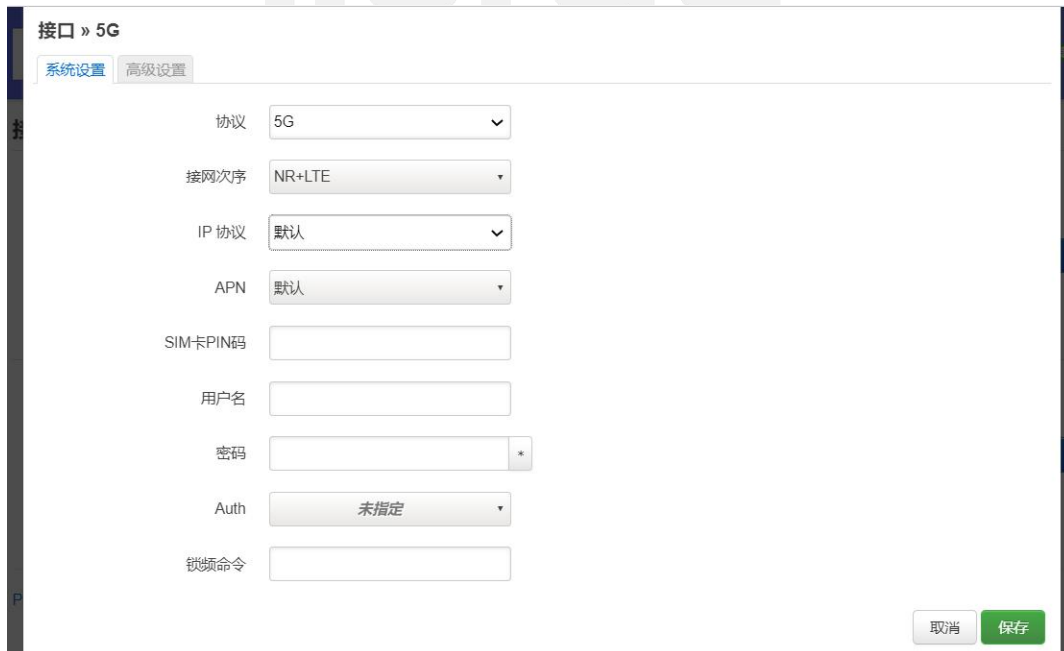 接口 » 5G
系统设置 高级设置
协议 5G
接网次序 NR+LTE
IP 协议 默认
APN 默认
SIM卡PIN码
用户名
密码 *
Auth 未指定
锁频命令
取消 保存